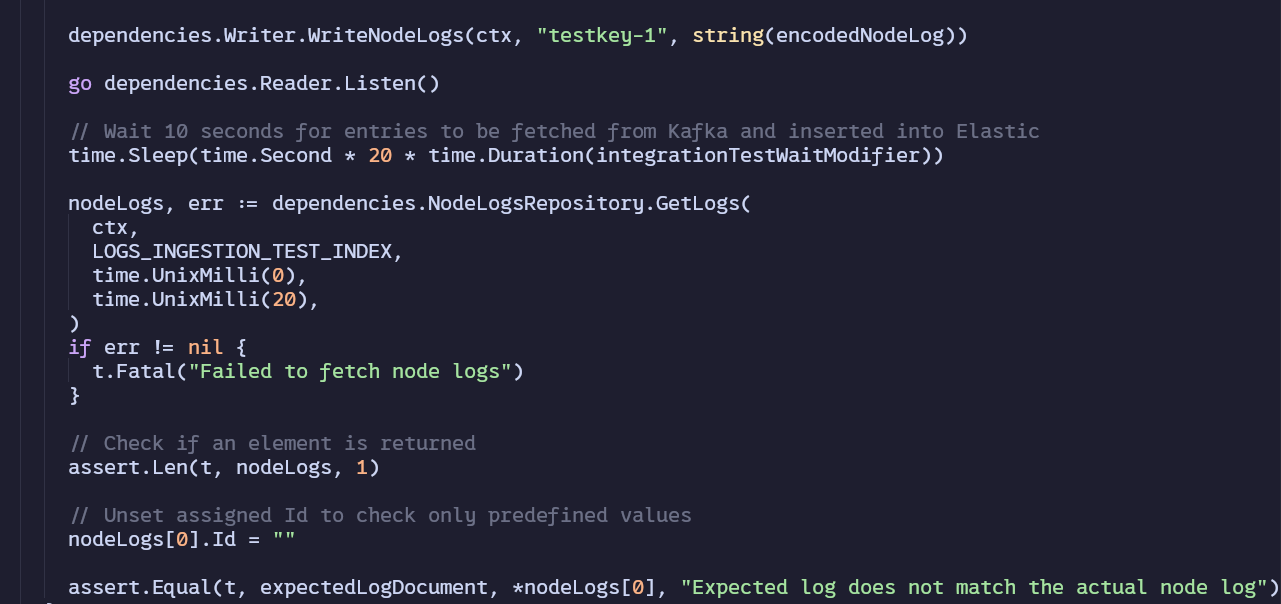 dependencies.Writer.WriteNodeLogs(ctx, "testkey-1", string(encodedNodeLog))
go dependencies.Reader.Listen()
// Wait 10 seconds for entries to be fetched from Kafka and inserted into Elastic
time.Sleep(time.Second * 20 * time.Duration(integrationTestWaitModifier))
nodeLogs, err := dependencies.NodeLogsRepository.GetLogs(
ctx,
LOGS_INGESTION_TEST_INDEX,
time.UnixMilli(0),
time.UnixMilli(20),
)
if err != nil {
t.Fatal("Failed to fetch node logs")
}
// Check if an element is returned
assert.Len(t, nodeLogs, 1)
// Unset assigned Id to check only predefined values
nodeLogs[0].Id = ""
assert.Equal(t, expectedLogDocument, *nodeLogs[0], "Expected log does not match the actual node log")